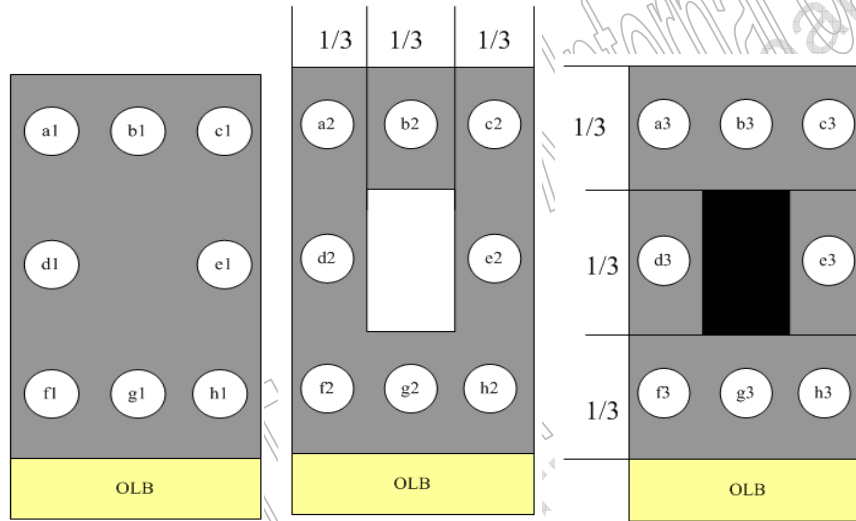 1/3 1/3 1/3
a1 b1 c1
d1 e1
f1 g1 h1
OLB
a2 b2 c2
d2 e2
f2 g2 h2
OLB
1/3 a3 b3 c3
1/3 d3 e3
1/3 f3 g3 h3
OLB